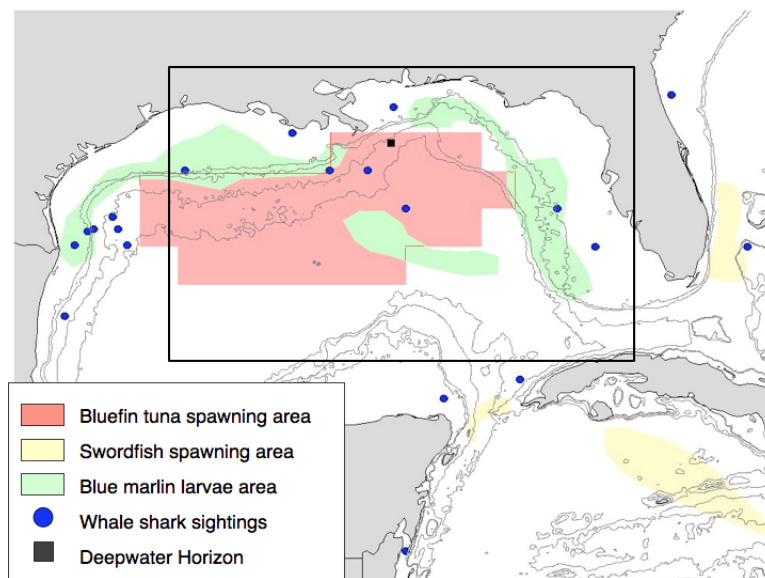 Bluefin tuna spawning area
Swordfish spawning area
Blue marlin larvae area
Whale shark sightings
Deepwater Horizon